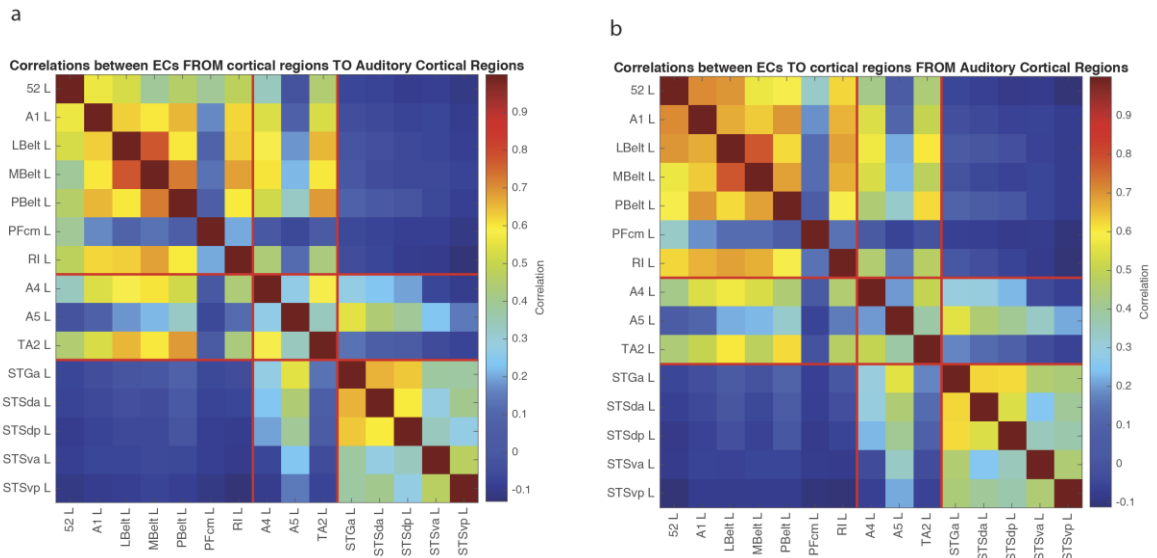 a
Correlations between ECs FROM cortical regions TO Auditory Cortical Regions
52 L
A1 L
LBelt L
MBelt L
PBelt L
PFcm L
RI L
A4 L
A5 L
TA2 L
STGa L
STSda L
STSdp L
STSva L
STSvp L
52 L
A1 L
LBelt L
MBelt L
PBelt L
PFcm L
RI L
A4 L
A5 L
TA2 L
STGa L
STSda L
STSdp L
STSva L
STSvp L
0.9
0.8
0.7
0.6
0.5
0.4
0.3
0.2
0.1
0
-0.1
Correlation
b
Correlations between ECs TO cortical regions FROM Auditory Cortical Regions
52 L
A1 L
LBelt L
MBelt L
PBelt L
PFcm L
RI L
A4 L
A5 L
TA2 L
STGa L
STSda L
STSdp L
STSva L
STSvp L
52 L
A1 L
LBelt L
MBelt L
PBelt L
PFcm L
RI L
A4 L
A5 L
TA2 L
STGa L
STSda L
STSdp L
STSva L
STSvp L
0.9
0.8
0.7
0.6
0.5
0.4
0.3
0.2
0.1
0
-0.1
Correlation